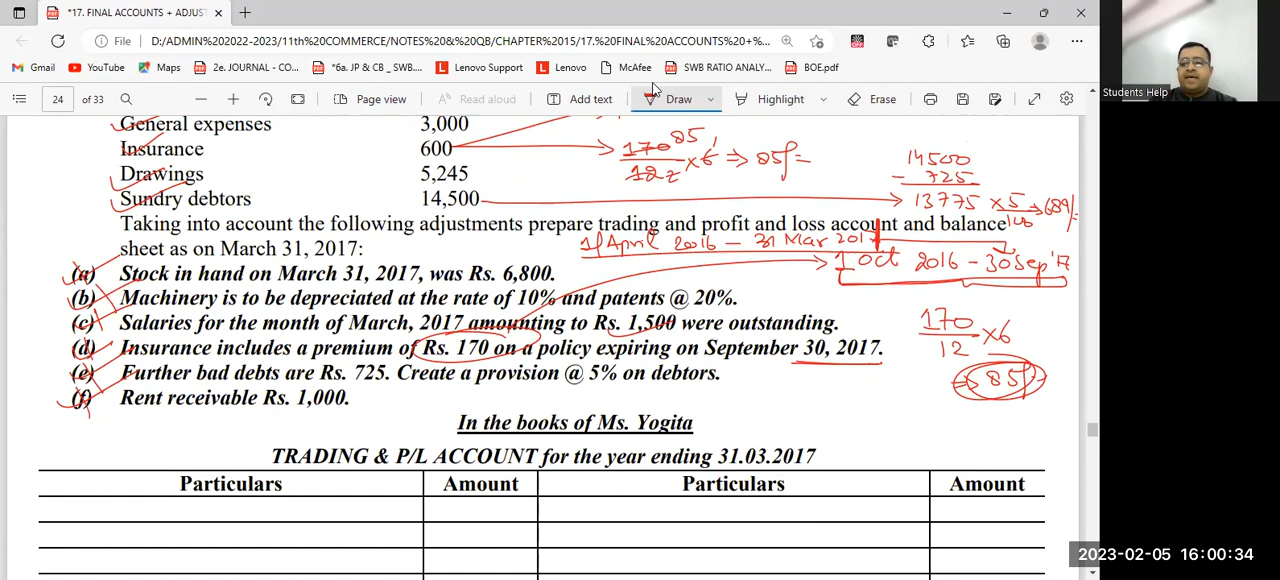 *17. FINAL ACCOUNTS + ADJUS
File D:/ADMIN%202022-2023/11th%20COMMERCE/NOTES%20&%20QB/CHAPTER%2015/17.%20FINAL%20ACCOUNTS%20+%...
Gmail YouTube Maps 2e. JOURNAL - CO... *6a. JP & CB _ SWB.... Lenovo Support Lenovo McAfee SWB RATIO ANALY... BOE.pdf
24 of 33 Page view Read aloud Add text Draw Highlight Erase
Students Help
General expenses 3,000
Insurance 600
170 85
12 2 x 6 1 => 85/=
Drawings 5,245
Sundry debtors 14,500
14500
- 725
13775 x 5 689/-
100
Taking into account the following adjustments prepare trading and profit and loss account and balance
sheet as on March 31, 2017:
1/April 2016 - 31 Mar 2017
1 Oct 2016 - 30 Sep '17
(a) Stock in hand on March 31, 2017, was Rs. 6,800.
(b) Machinery is to be depreciated at the rate of 10% and patents @ 20%.
(c) Salaries for the month of March, 2017 amounting to Rs. 1,500 were outstanding.
(d) Insurance includes a premium of Rs. 170 on a policy expiring on September 30, 2017.
(e) Further bad debts are Rs. 725. Create a provision @ 5% on debtors.
(f) Rent receivable Rs. 1,000.
170 x 6
12
=> 85/-
In the books of Ms. Yogita
TRADING & P/L ACCOUNT for the year ending 31.03.2017
Particulars Amount Particulars Amount
2023-02-05 16:00:34